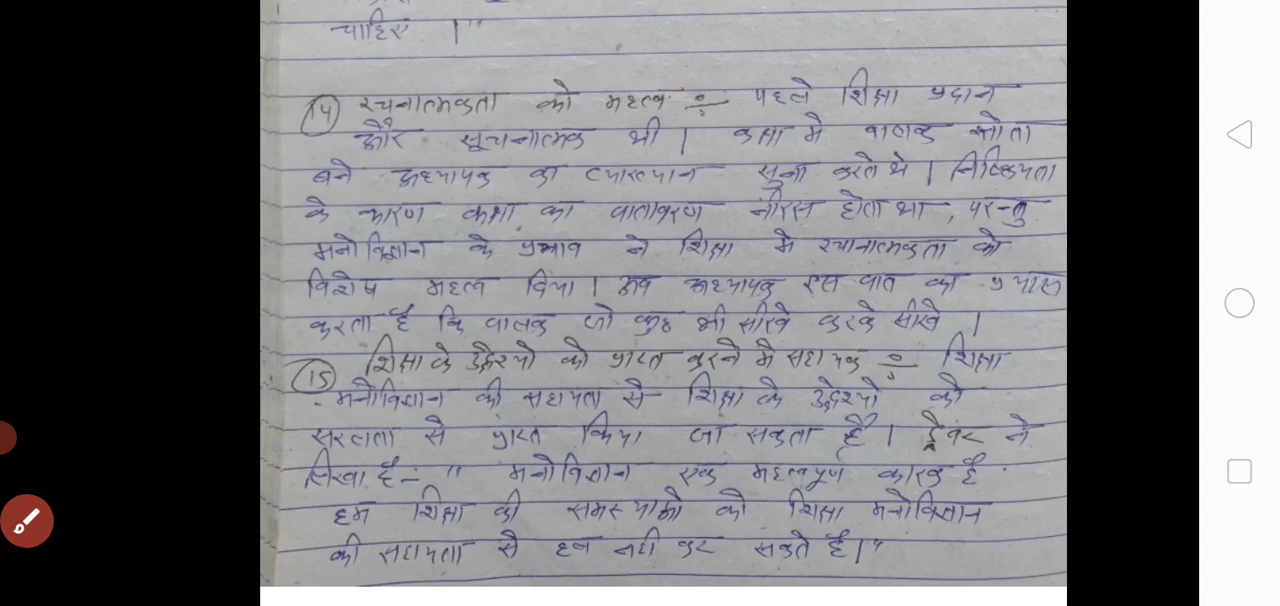 चाहिए ।"
(14) रचनात्मकता को महत्व ÷ पहले शिक्षा प्रदान
और सूचनात्मक थी । कक्षा मे बालक स्रोता
बने अध्यापक का व्याख्यान सुना करते थे । निष्क्रियता
के कारण कक्षा का वातावरण नीरस होता था, परन्तु
मनोविज्ञान के प्रभाव ने शिक्षा मे रचानात्मकता को
विशेष महत्व दिया । अब अध्यापक इस बात का प्रयास
करता है कि बालक जो कुछ भी सीखे करके सीखे ।
(15) शिक्षा के उद्देश्यो को प्राप्त करने मे सहायक ÷ शिक्षा
मनोविज्ञान की सहायता से शिक्षा के उद्देश्यो को
सरलता से प्राप्त किया जा सकता है । ड्रेवर ने
लिखा है - " मनोविज्ञान एक महत्वपूर्ण कारक है
हम शिक्षा की समस्याओ को शिक्षा मनोविज्ञान
की सहायता से हल नही कर सकते है ।"